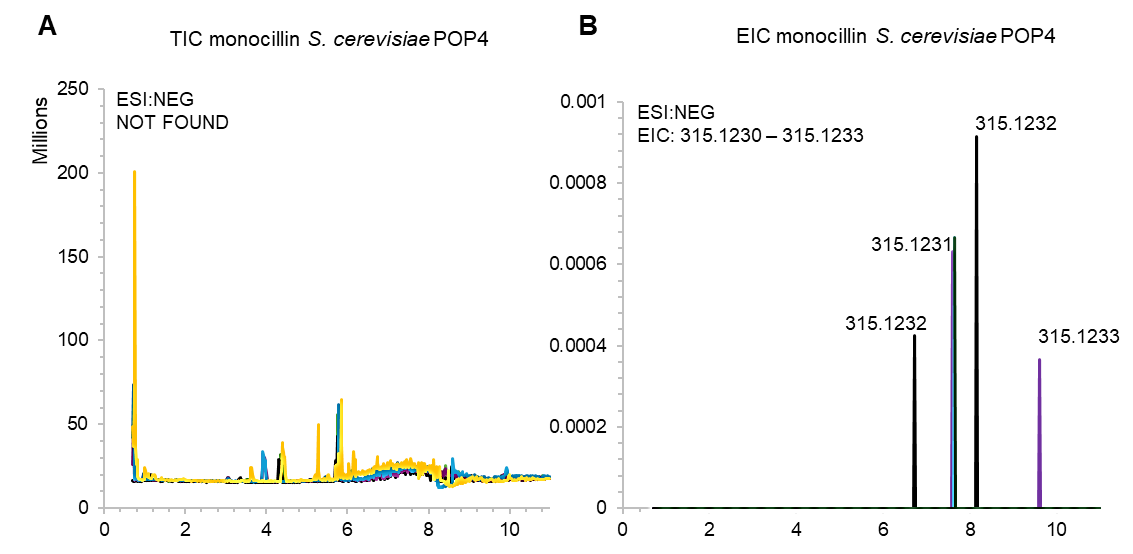 A
TIC monocillin S. cerevisiae POP4
Millions
250
200
150
100
50
0
ESI:NEG
NOT FOUND
0 2 4 6 8 10
B
EIC monocillin S. cerevisiae POP4
0.001
0.0008
0.0006
0.0004
0.0002
0
ESI:NEG
EIC: 315.1230 – 315.1233
315.1232
315.1231
315.1232
315.1233
0 2 4 6 8 10